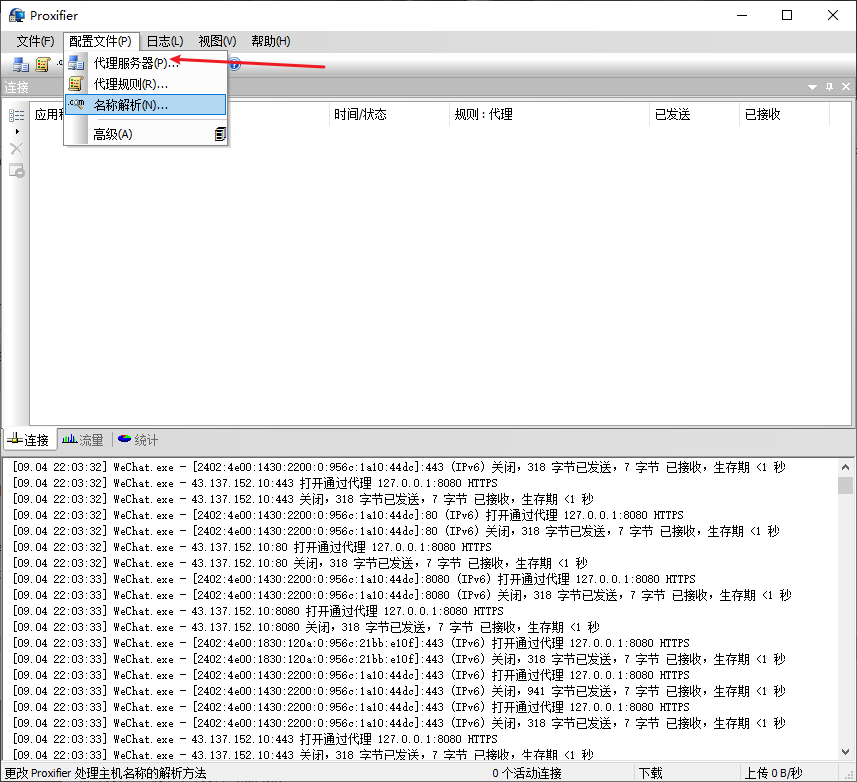 Proxifier
文件(F) 配置文件(P) 日志(L) 视图(V) 帮助(H)
代理服务器(P)...
代理规则(R)...
名称解析(N)...
高级(A)
连接
时间/状态 规则 : 代理 已发送 已接收
连接 流量 统计
[09.04 22:03:32] WeChat.exe - [2402:4e00:1430:2200:0:956c:1a10:44dc]:443 (IPv6) 关闭，318 字节已发送，7 字节 已接收，生存期 <1 秒
[09.04 22:03:32] WeChat.exe - 43.137.152.10:443 打开通过代理 127.0.0.1:8080 HTTPS
[09.04 22:03:32] WeChat.exe - 43.137.152.10:443 关闭，318 字节已发送，7 字节 已接收，生存期 <1 秒
[09.04 22:03:32] WeChat.exe - [2402:4e00:1430:2200:0:956c:1a10:44dc]:80 (IPv6) 打开通过代理 127.0.0.1:8080 HTTPS
[09.04 22:03:32] WeChat.exe - [2402:4e00:1430:2200:0:956c:1a10:44dc]:80 (IPv6) 关闭，318 字节已发送，7 字节 已接收，生存期 <1 秒
[09.04 22:03:32] WeChat.exe - 43.137.152.10:80 打开通过代理 127.0.0.1:8080 HTTPS
[09.04 22:03:32] WeChat.exe - 43.137.152.10:80 关闭，318 字节已发送，7 字节 已接收，生存期 <1 秒
[09.04 22:03:33] WeChat.exe - [2402:4e00:1430:2200:0:956c:1a10:44dc]:8080 (IPv6) 打开通过代理 127.0.0.1:8080 HTTPS
[09.04 22:03:33] WeChat.exe - [2402:4e00:1430:2200:0:956c:1a10:44dc]:8080 (IPv6) 关闭，318 字节已发送，7 字节 已接收，生存期 <1 秒
[09.04 22:03:33] WeChat.exe - 43.137.152.10:8080 打开通过代理 127.0.0.1:8080 HTTPS
[09.04 22:03:33] WeChat.exe - 43.137.152.10:8080 关闭，318 字节已发送，7 字节 已接收，生存期 <1 秒
[09.04 22:03:33] WeChat.exe - [2402:4e00:1830:120a:0:956c:21bb:e10f]:443 (IPv6) 打开通过代理 127.0.0.1:8080 HTTPS
[09.04 22:03:33] WeChat.exe - [2402:4e00:1830:120a:0:956c:21bb:e10f]:443 (IPv6) 关闭，318 字节已发送，7 字节 已接收，生存期 <1 秒
[09.04 22:03:33] WeChat.exe - [2402:4e00:1430:2200:0:956c:1a10:44dc]:443 (IPv6) 打开通过代理 127.0.0.1:8080 HTTPS
[09.04 22:03:33] WeChat.exe - [2402:4e00:1430:2200:0:956c:1a10:44dc]:443 (IPv6) 关闭，941 字节已发送，7 字节 已接收，生存期 <1 秒
[09.04 22:03:33] WeChat.exe - [2402:4e00:1430:2200:0:956c:1a10:44dc]:443 (IPv6) 打开通过代理 127.0.0.1:8080 HTTPS
[09.04 22:03:33] WeChat.exe - [2402:4e00:1430:2200:0:956c:1a10:44dc]:443 (IPv6) 关闭，318 字节已发送，7 字节 已接收，生存期 <1 秒
[09.04 22:03:33] WeChat.exe - 43.137.152.10:443 打开通过代理 127.0.0.1:8080 HTTPS
[09.04 22:03:33] WeChat.exe - 43.137.152.10:443 关闭，318 字节已发送，7 字节 已接收，生存期 <1 秒
更改 Proxifier 处理主机名称的解析方法 0 个活动连接 下载 上传 0 B/秒